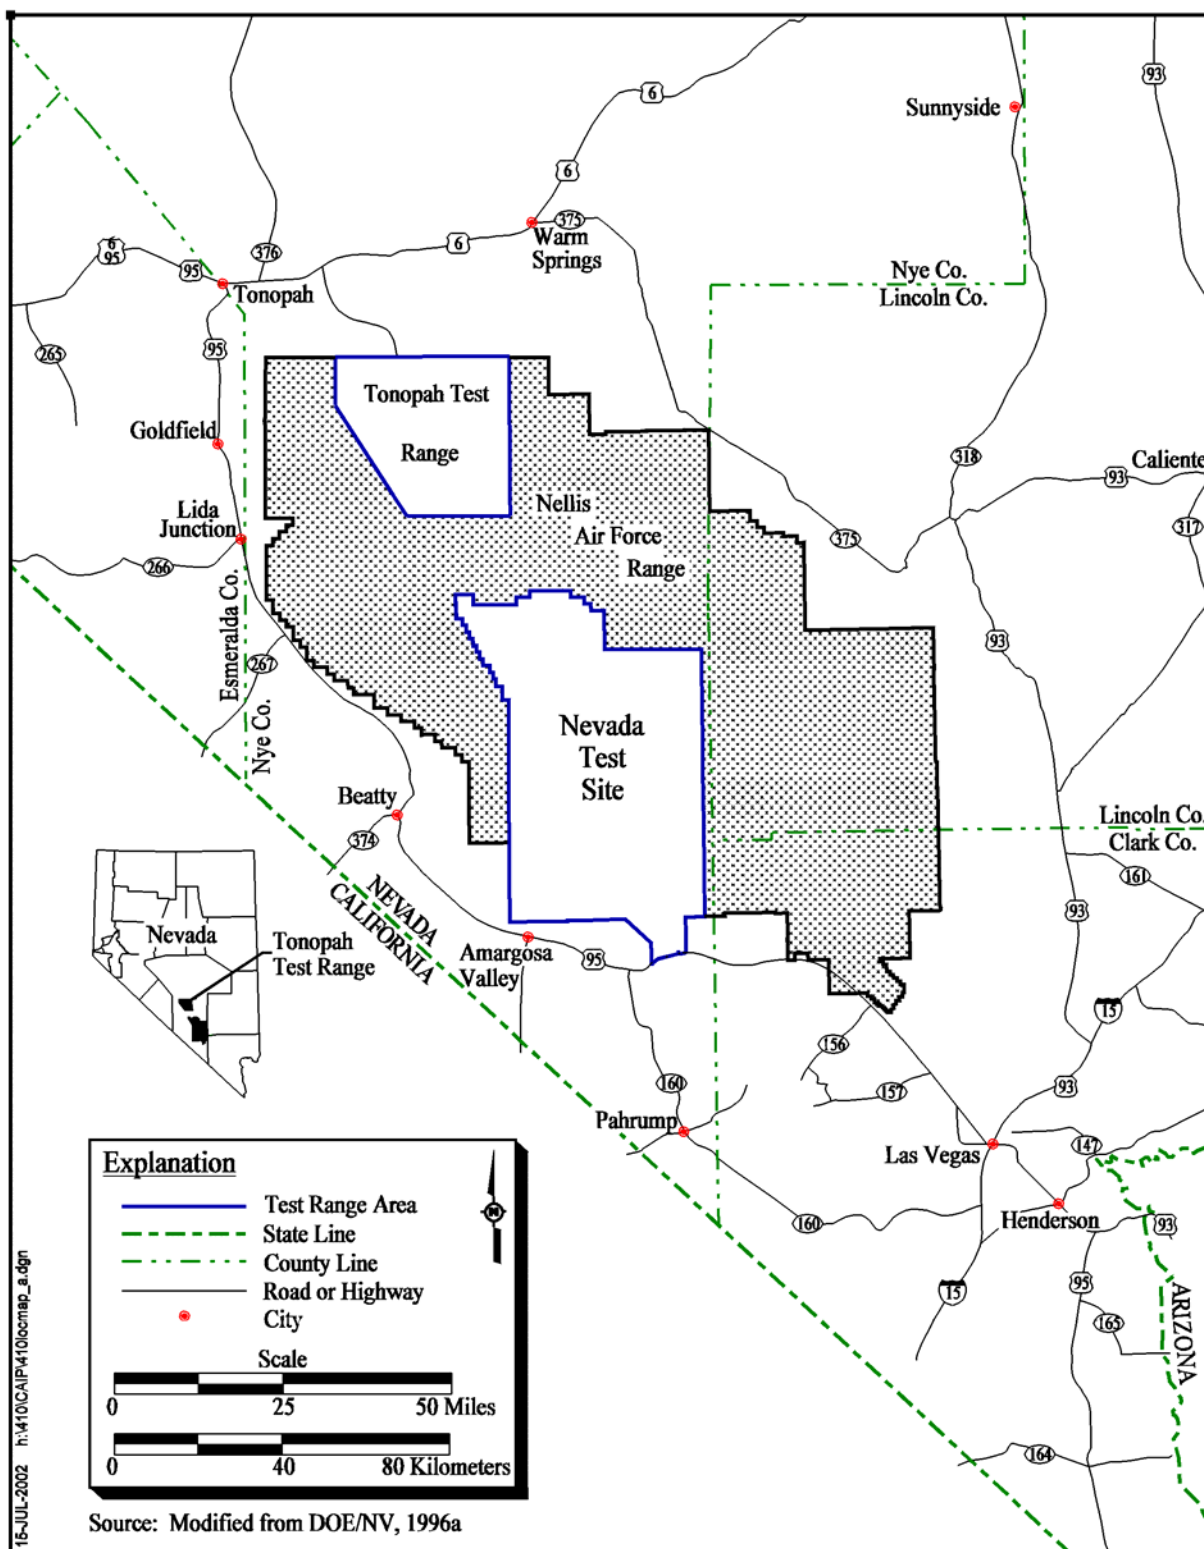 93
6
Sunnyside
6
375
Warm
Springs
6
95
376
6
95
Tonopah
Nye Co.
Lincoln Co.
265
95
Tonopah Test
Range
Goldfield
318
93
Caliente
Nellis
Air Force
Range
Lida
Junction
317
375
266
Esmeralda Co.
Nye Co.
267
93
Nevada
Test
Site
Beatty
374
NEVADA
CALIFORNIA
Lincoln Co.
Clark Co.
161
93
Nevada
Tonopah
Test Range
Amargosa
Valley
95
15
156
157
93
160
Pahrump
Las Vegas
147
160
Henderson
93
95
15
165
ARIZONA
164
Explanation
Test Range Area
State Line
County Line
Road or Highway
City
N
Scale
0 25 50 Miles
0 40 80 Kilometers
Source: Modified from DOE/NV, 1996a
15-JUL-2002 h:\410\CAIP\410locmap_a.dgn